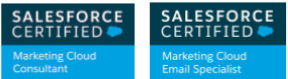 SALESFORCE
CERTIFIED
Marketing Cloud
Consultant
SALESFORCE
CERTIFIED
Marketing Cloud
Email Specialist